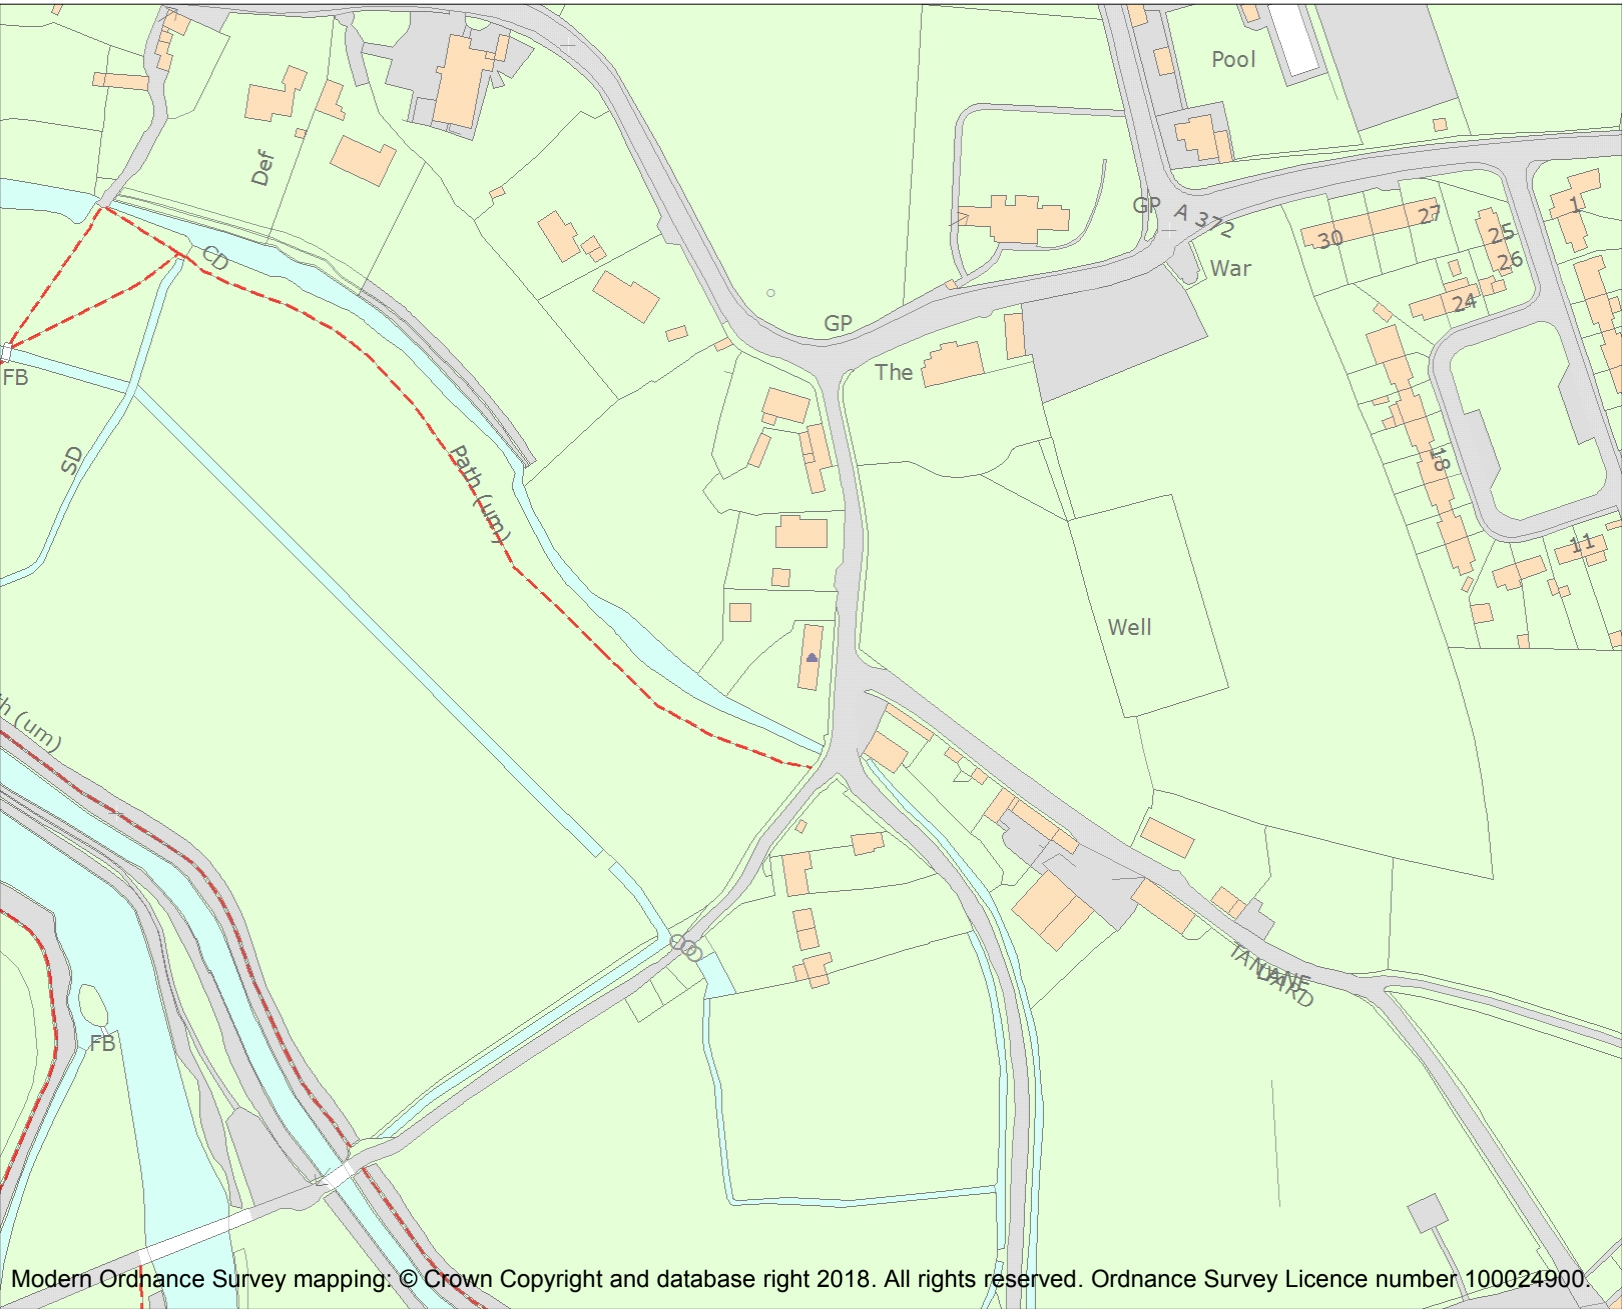 Pool
Def
GP
A 372
27
1
30
25
CD
War
26
24
GP
FB
The
18
SD
Path (um)
11
Well
th (um)
TAN
LANE
FB
Modern Ordnance Survey mapping: © Crown Copyright and database right 2018. All rights reserved. Ordnance Survey Licence number 100024900.